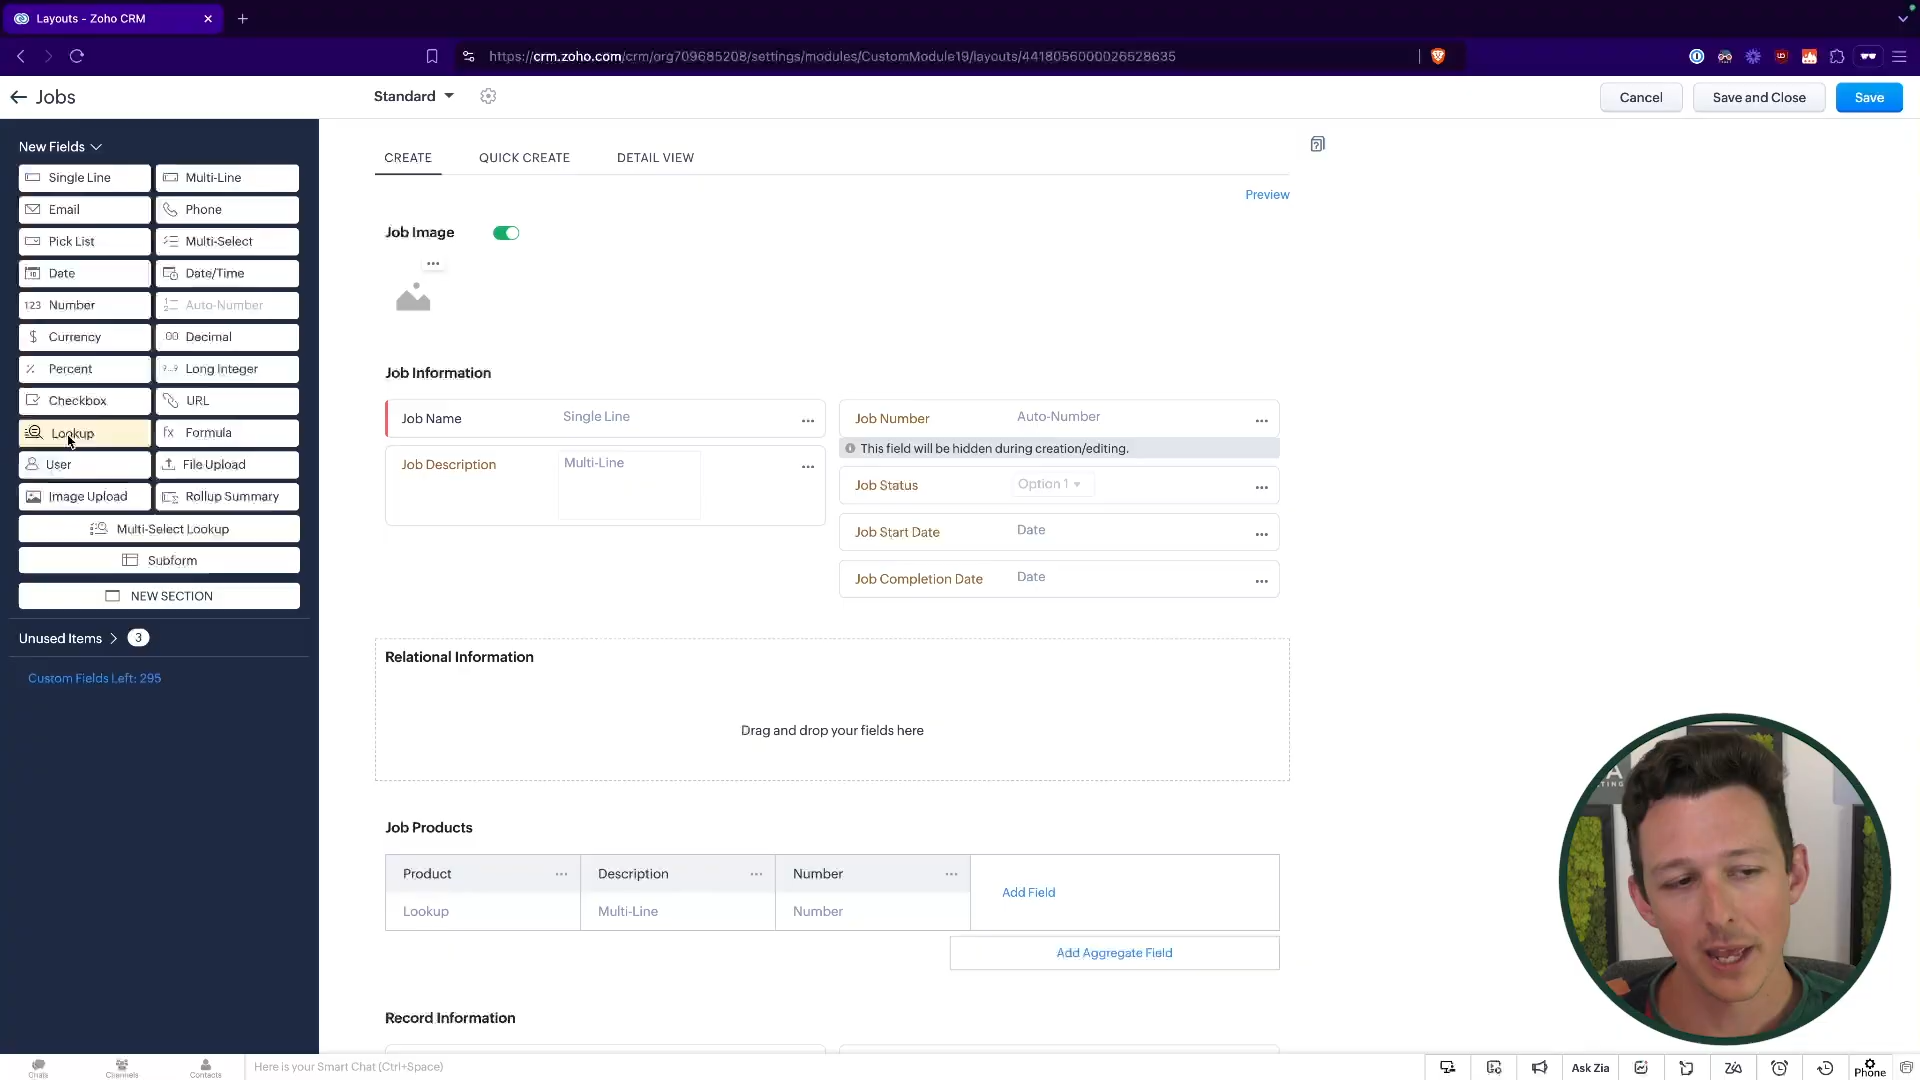 Layouts - Zoho CRM
https://crm.zoho.com/crm/org709685208/settings/modules/CustomModule19/layouts/4418056000026528635
Jobs
Standard
Cancel
Save and Close
Save
New Fields
Single Line
Multi-Line
Email
Phone
Pick List
Multi-Select
Date
Date/Time
123 Number
Auto-Number
$ Currency
00 Decimal
% Percent
Long Integer
Checkbox
URL
Lookup
fx Formula
User
File Upload
Image Upload
Rollup Summary
Multi-Select Lookup
Subform
NEW SECTION
Unused Items
3
Custom Fields Left: 295
CREATE
QUICK CREATE
DETAIL VIEW
Preview
Job Image
Job Information
Job Name
Single Line
Job Description
Multi-Line
Job Number
Auto-Number
This field will be hidden during creation/editing.
Job Status
Option 1
Job Start Date
Date
Job Completion Date
Date
Relational Information
Drag and drop your fields here
Job Products
Product
Description
Number
Add Field
Lookup
Multi-Line
Number
Add Aggregate Field
Record Information
Chats
Channels
Contacts
Here is your Smart Chat (Ctrl+Space)
Ask Zia
Phone